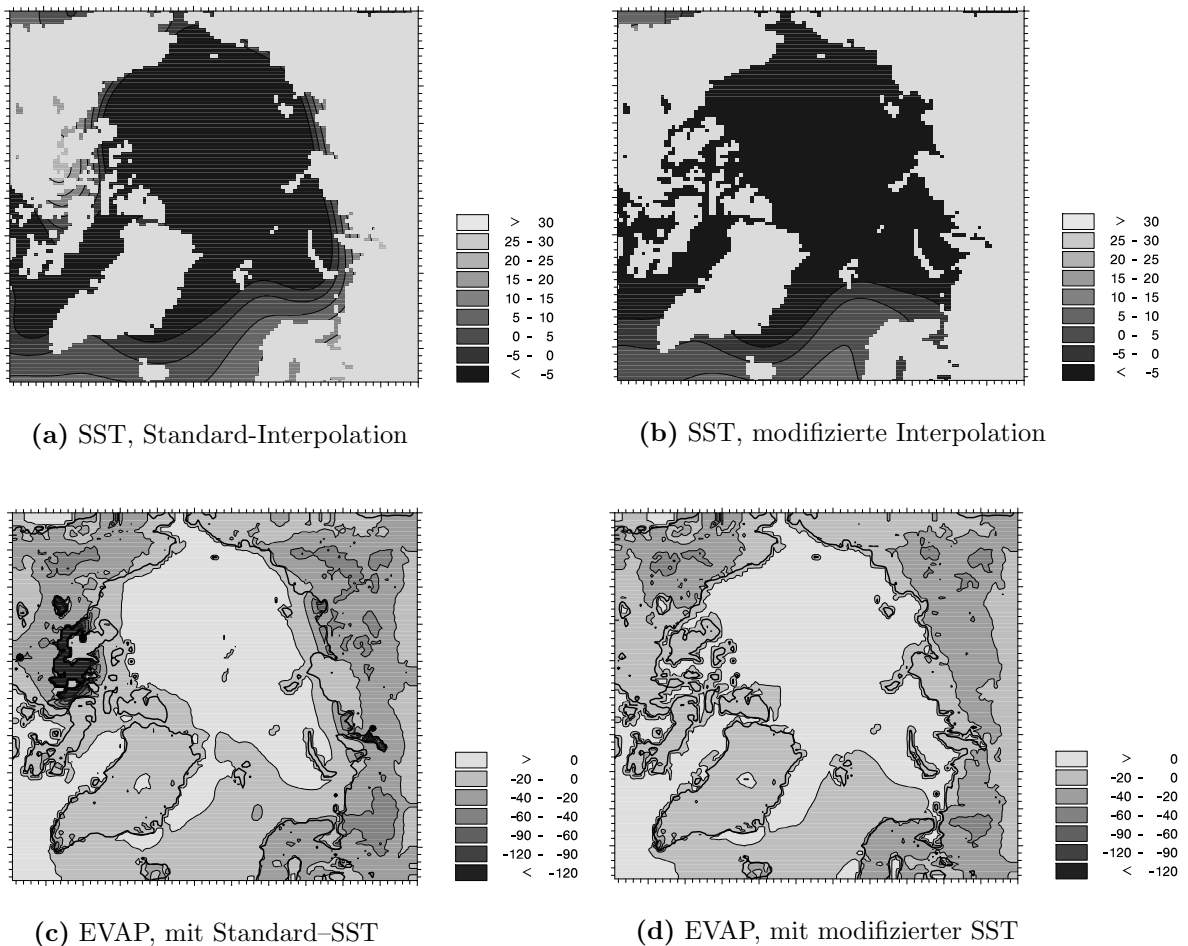 > 30
25 - 30
20 - 25
15 - 20
10 - 15
5 - 10
0 - 5
-5 - 0
< -5
(a) SST, Standard-Interpolation
> 30
25 - 30
20 - 25
15 - 20
10 - 15
5 - 10
0 - 5
-5 - 0
< -5
(b) SST, modifizierte Interpolation
> 0
-20 - 0
-40 - -20
-60 - -40
-90 - -60
-120 - -90
< -120
(c) EVAP, mit Standard–SST
> 0
-20 - 0
-40 - -20
-60 - -40
-90 - -60
-120 - -90
< -120
(d) EVAP, mit modifizierter SST